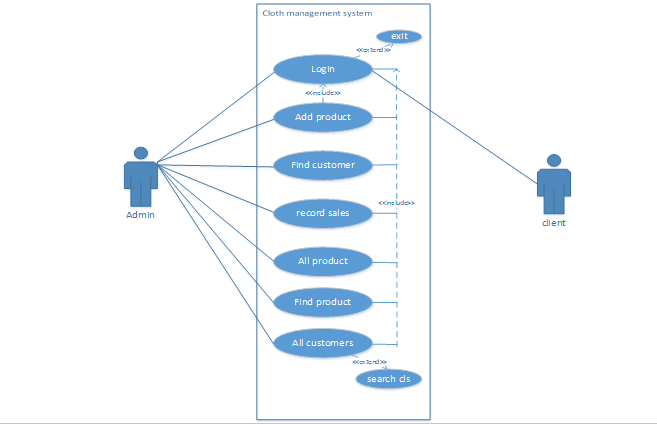 Cloth management system
exit
<<extend>>
Login
<<include>>
Add product
Find customer
Admin
<<include>>
record sales
client
All product
Find product
All customers
<<extend>>
search cls